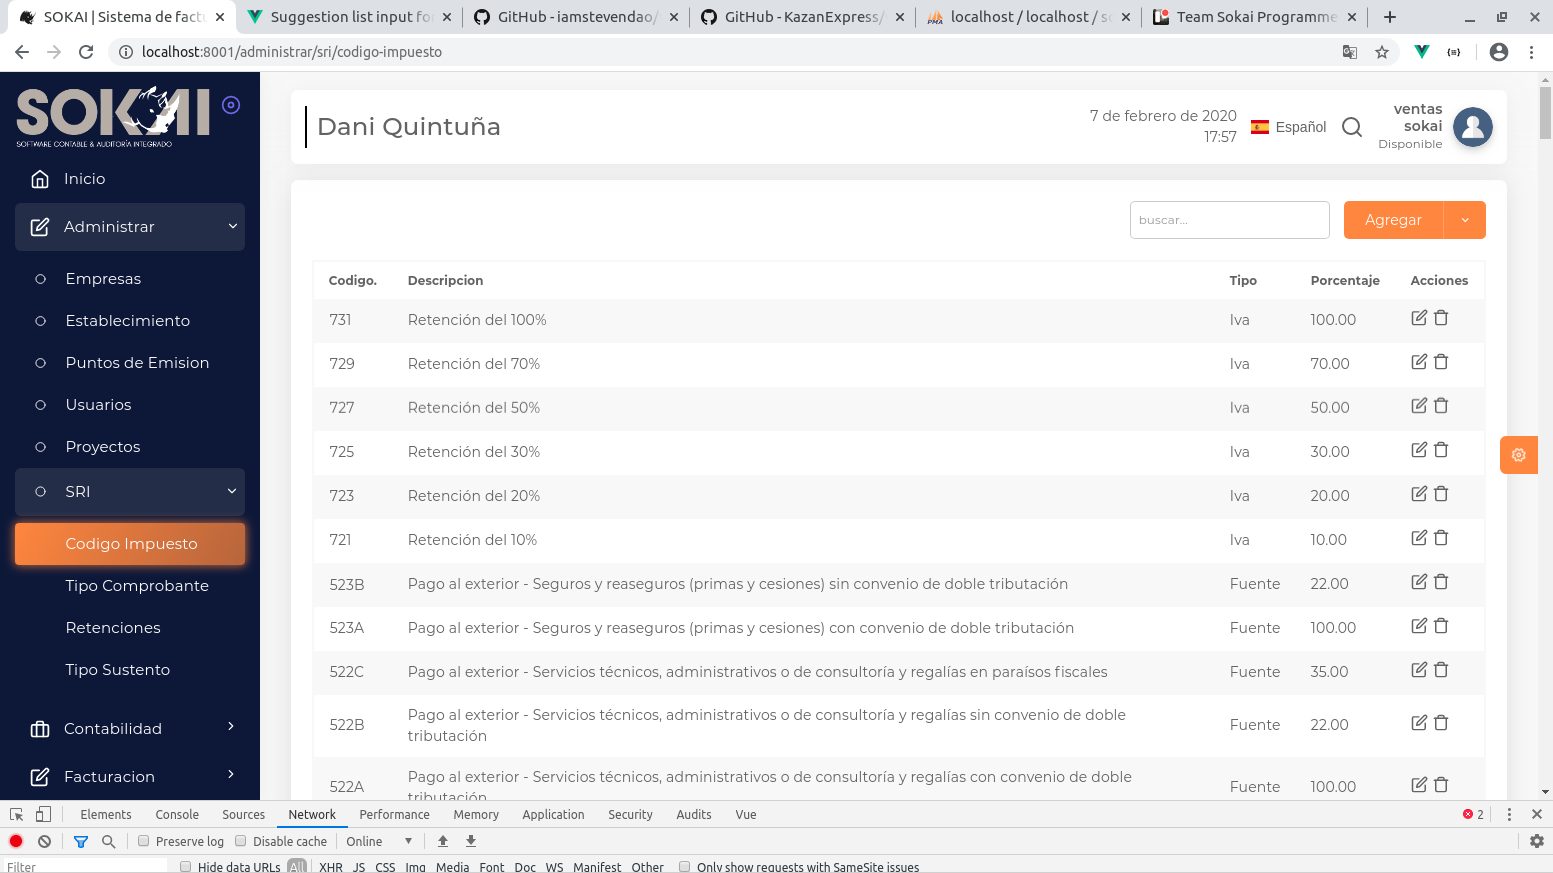 SOKAI | Sistema de factu
Suggestion list input for
GitHub - iamstevendao/
GitHub - KazanExpress/
localhost / localhost / so
Team Sokai Programme
localhost:8001/administrar/sri/codigo-impuesto
SOKAI
SOFTWARE CONTABLE & AUDITORÍA INTEGRADO
Inicio
Administrar
Empresas
Establecimiento
Puntos de Emision
Usuarios
Proyectos
SRI
Codigo Impuesto
Tipo Comprobante
Retenciones
Tipo Sustento
Contabilidad
Facturacion
Dani Quintuña
7 de febrero de 2020
17:57
Español
ventas
sokai
Disponible
buscar...
Agregar
Codigo. Descripcion Tipo Porcentaje Acciones
731 Retención del 100% Iva 100.00
729 Retención del 70% Iva 70.00
727 Retención del 50% Iva 50.00
725 Retención del 30% Iva 30.00
723 Retención del 20% Iva 20.00
721 Retención del 10% Iva 10.00
523B Pago al exterior - Seguros y reaseguros (primas y cesiones) sin convenio de doble tributación Fuente 22.00
523A Pago al exterior - Seguros y reaseguros (primas y cesiones) con convenio de doble tributación Fuente 100.00
522C Pago al exterior - Servicios técnicos, administrativos o de consultoría y regalías en paraísos fiscales Fuente 35.00
522B Pago al exterior - Servicios técnicos, administrativos o de consultoría y regalías sin convenio de doble
tributación Fuente 22.00
522A Pago al exterior - Servicios técnicos, administrativos o de consultoría y regalías con convenio de doble
tributación Fuente 100.00
Elements Console Sources Network Performance Memory Application Security Audits Vue 2
Preserve log Disable cache Online
Filter Hide data URLs All XHR JS CSS Img Media Font Doc WS Manifest Other Only show requests with SameSite issues